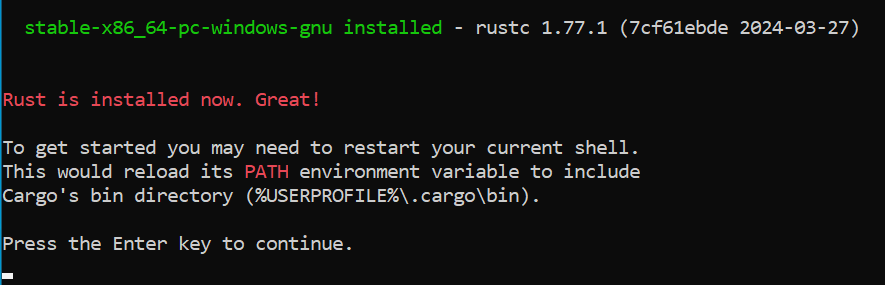 stable-x86_64-pc-windows-gnu installed - rustc 1.77.1 (7cf61ebde 2024-03-27)
Rust is installed now. Great!
To get started you may need to restart your current shell.
This would reload its PATH environment variable to include
Cargo's bin directory (%USERPROFILE%\.cargo\bin).
Press the Enter key to continue.